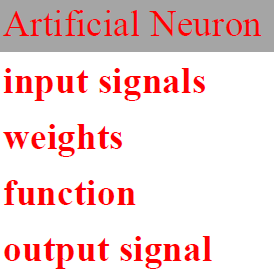 Artificial Neuron
input signals
weights
function
output signal